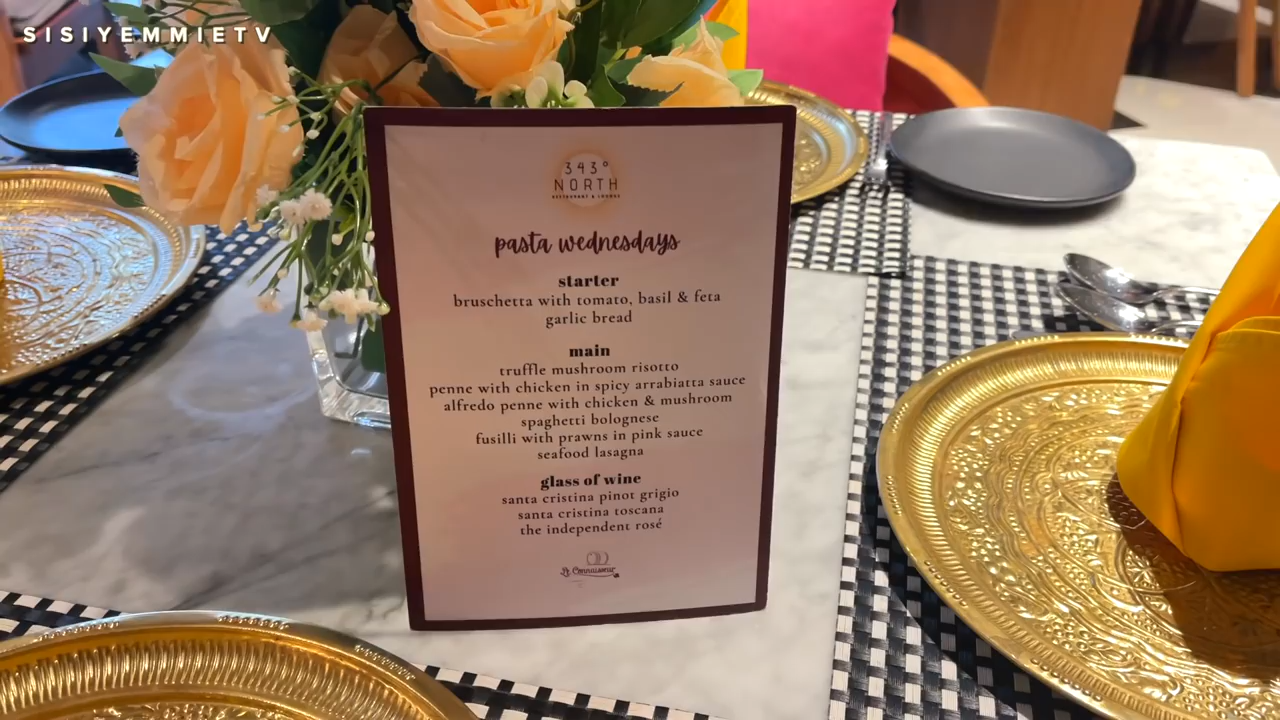 SISIYEMMIETV
343°
NORTH
RESTAURANT & LOUNGE
pasta wednesdays
starter
bruschetta with tomato, basil & feta
garlic bread
main
truffle mushroom risotto
penne with chicken in spicy arrabiatta sauce
alfredo penne with chicken & mushroom
spaghetti bolognese
fusilli with prawns in pink sauce
seafood lasagna
glass of wine
santa cristina pinot grigio
santa cristina toscana
the independent rosé